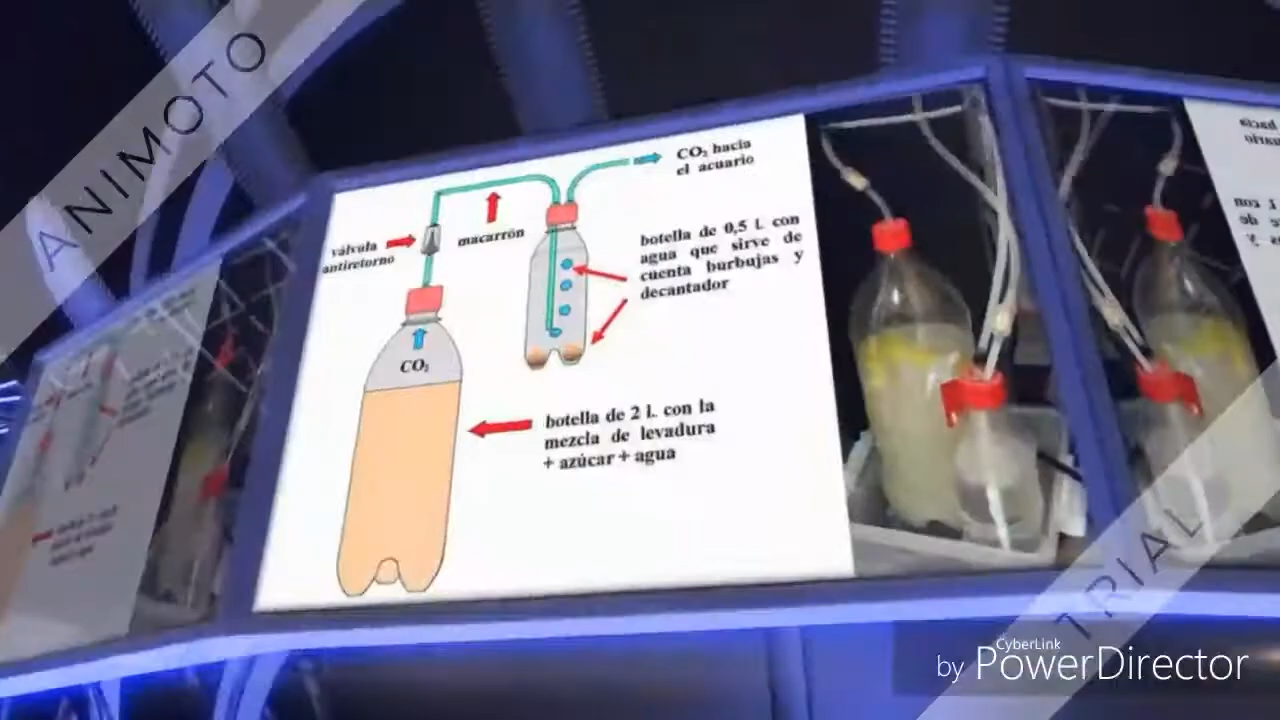 ANIMOTO
CO₂ hacia
el acuario
válvula
antiretorno
macarrón
botella de 0,5 L con
agua que sirve de
cuenta burbujas y
decantador
CO₂
botella de 2 L con la
mezcla de levadura
+ azúcar + agua
TRIAL
by CyberLink PowerDirector